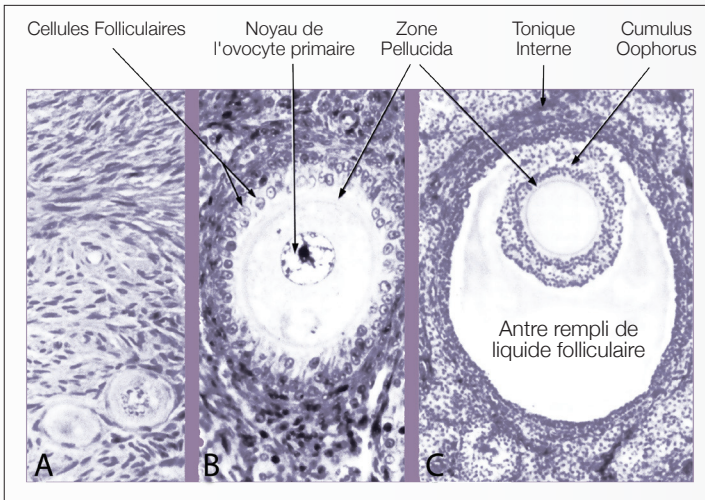 Cellules Folliculaires
Noyau de
l'ovocyte primaire
Zone
Pellucida
Tonique
Interne
Cumulus
Oophorus
Antre rempli de
liquide folliculaire
A
B
C